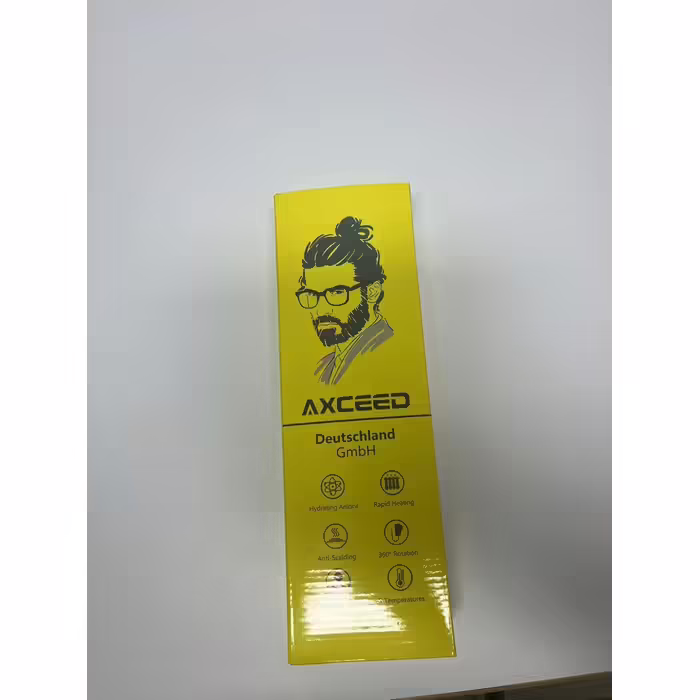 AXCEED
Deutschland
GmbH
Hydrating Anions
Rapid Heating
Anti-Scalding
360° Rotation
Temperatures